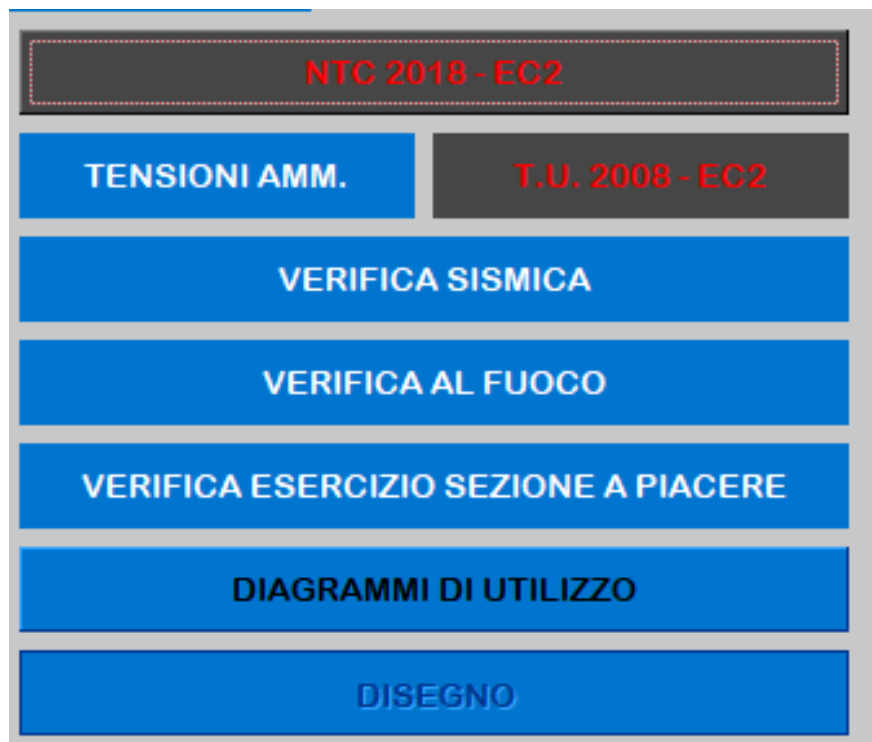 NTC 2018 - EC2
TENSIONI AMM.
T.U. 2008 - EC2
VERIFICA SISMICA
VERIFICA AL FUOCO
VERIFICA ESERCIZIO SEZIONE A PIACERE
DIAGRAMMI DI UTILIZZO
DISEGNO